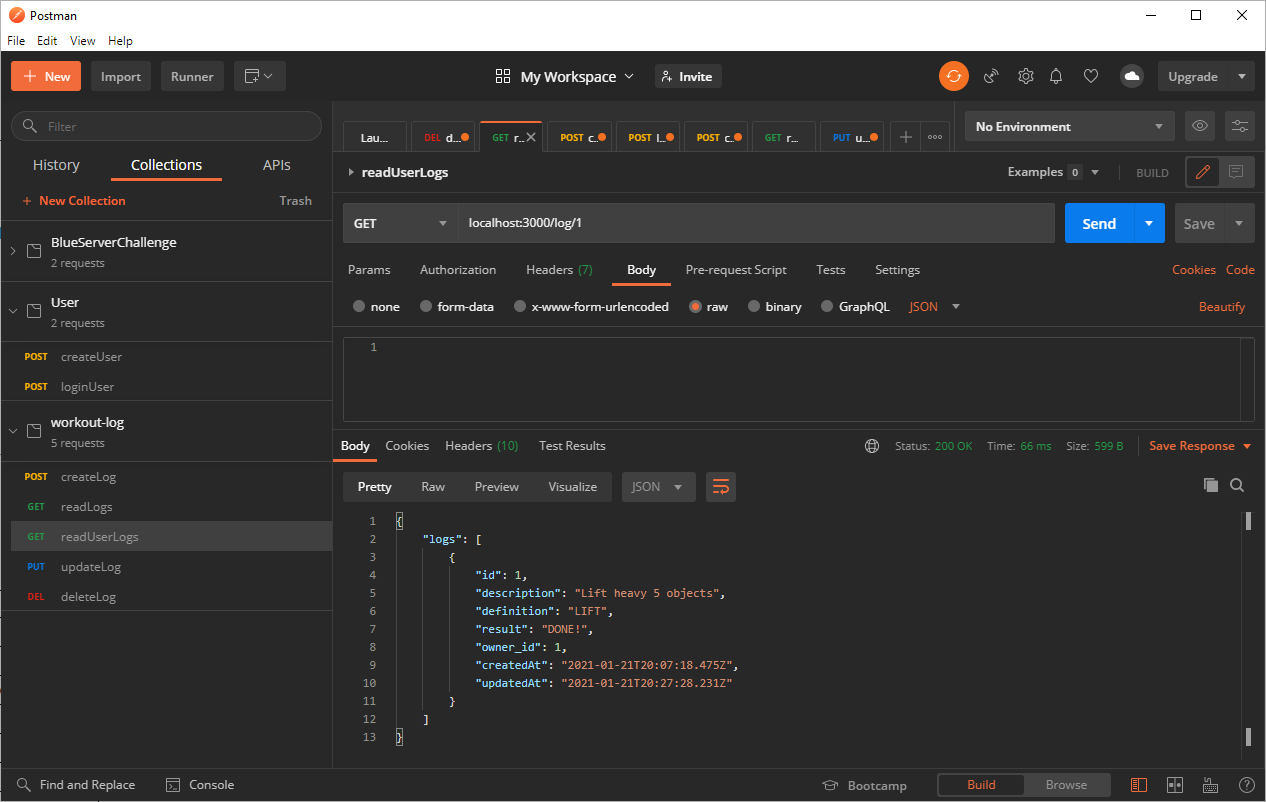 Postman
File Edit View Help
New Import Runner My Workspace Invite Upgrade
Filter
History Collections APIs
New Collection Trash
BlueServerChallenge
2 requests
User
2 requests
POST createUser
POST loginUser
workout-log
5 requests
POST createLog
GET readLogs
GET readUserLogs
PUT updateLog
DEL deleteLog
Lau... DEL d... GET r.. POST c.. POST l.. POST c.. GET r... PUT u... No Environment
readUserLogs Examples 0 BUILD
GET localhost:3000/log/1 Send Save
Params Authorization Headers (7) Body Pre-request Script Tests Settings Cookies Code
none form-data x-www-form-urlencoded raw binary GraphQL JSON Beautify
1
Body Cookies Headers (10) Test Results Status: 200 OK Time: 66 ms Size: 599 B Save Response
Pretty Raw Preview Visualize JSON
1 {
2 "logs": [
3 {
4 "id": 1,
5 "description": "Lift heavy 5 objects",
6 "definition": "LIFT",
7 "result": "DONE!",
8 "owner_id": 1,
9 "createdAt": "2021-01-21T20:07:18.475Z",
10 "updatedAt": "2021-01-21T20:27:28.231Z"
11 }
12 ]
13 }
Find and Replace Console Bootcamp Build Browse